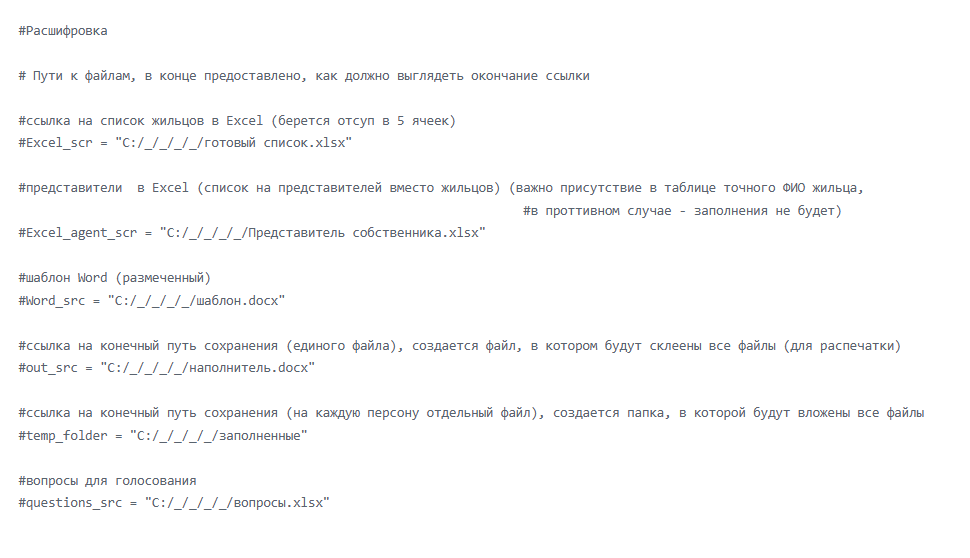 #Расшифровка
# Пути к файлам, в конце предоставлено, как должно выглядеть окончание ссылки
#ссылка на список жильцов в Excel (берется отсуп в 5 ячеек)
#Excel_scr = "C:/_/_/_/_/готовый список.xlsx"
#представители  в Excel (список на представителей вместо жильцов) (важно присутствие в таблице точного ФИО жильца,
#в проттивном случае - заполнения не будет)
#Excel_agent_scr = "C:/_/_/_/_/Представитель собственника.xlsx"
#шаблон Word (размеченный)
#Word_src = "C:/_/_/_/_/шаблон.docx"
#ссылка на конечный путь сохранения (единого файла), создается файл, в котором будут склеены все файлы (для распечатки)
#out_src = "C:/_/_/_/_/наполнитель.docx"
#ссылка на конечный путь сохранения (на каждую персону отдельный файл), создается папка, в которой будут вложены все файлы
#temp_folder = "C:/_/_/_/_/заполненные"
#вопросы для голосования
#questions_src = "C:/_/_/_/_/вопросы.xlsx"